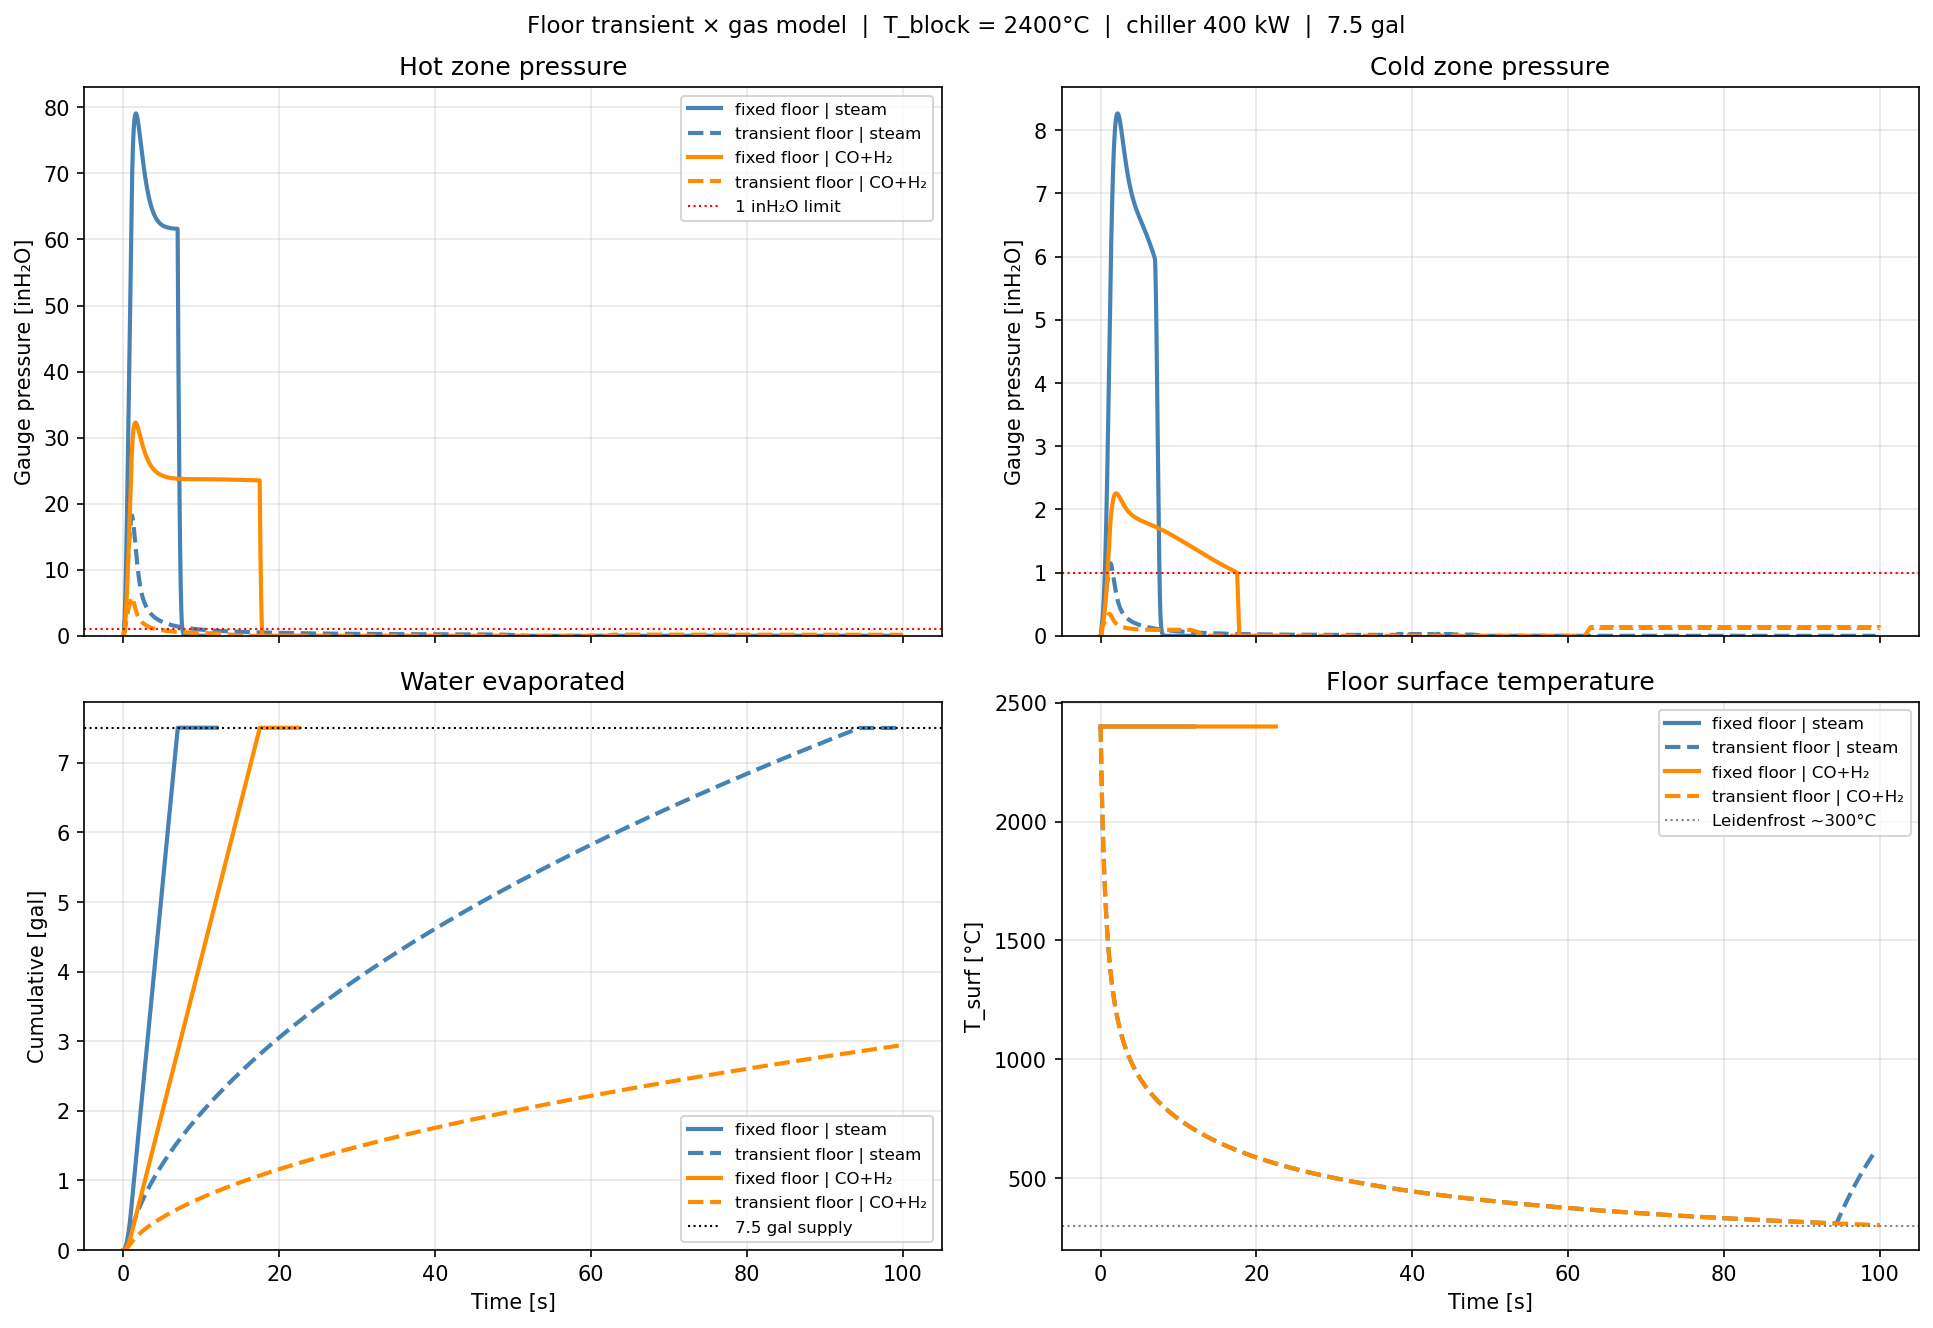 Floor transient × gas model | T_block = 2400°C | chiller 400 kW | 7.5 gal
Hot zone pressure
Gauge pressure [inH₂O]
80
70
60
50
40
30
20
10
0
fixed floor | steam
transient floor | steam
fixed floor | CO+H₂
transient floor | CO+H₂
1 inH₂O limit
Cold zone pressure
Gauge pressure [inH₂O]
8
7
6
5
4
3
2
1
0
Water evaporated
Cumulative [gal]
7
6
5
4
3
2
1
0
fixed floor | steam
transient floor | steam
fixed floor | CO+H₂
transient floor | CO+H₂
7.5 gal supply
0 20 40 60 80 100
Time [s]
Floor surface temperature
T_surf [°C]
2500
2000
1500
1000
500
fixed floor | steam
transient floor | steam
fixed floor | CO+H₂
transient floor | CO+H₂
Leidenfrost ~300°C
0 20 40 60 80 100
Time [s]